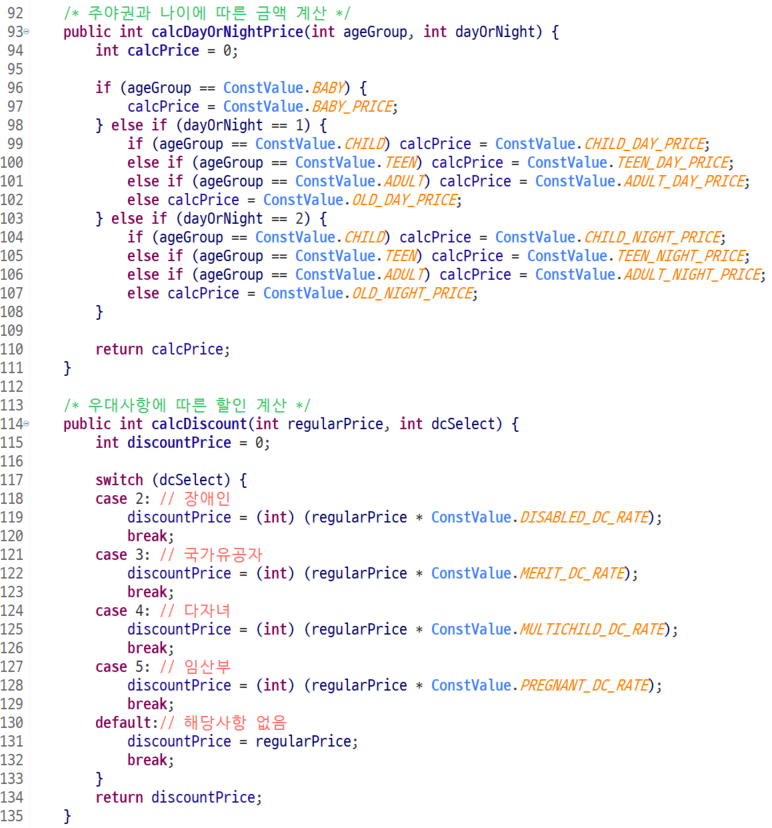 92 /* 주야권과 나이에 따른 금액 계산 */
93 public int calcDayOrNightPrice(int ageGroup, int dayOrNight) {
94 int calcPrice = 0;
95
96 if (ageGroup == ConstValue.BABY) {
97 calcPrice = ConstValue.BABY_PRICE;
98 } else if (dayOrNight == 1) {
99 if (ageGroup == ConstValue.CHILD) calcPrice = ConstValue.CHILD_DAY_PRICE;
100 else if (ageGroup == ConstValue.TEEN) calcPrice = ConstValue.TEEN_DAY_PRICE;
101 else if (ageGroup == ConstValue.ADULT) calcPrice = ConstValue.ADULT_DAY_PRICE;
102 else calcPrice = ConstValue.OLD_DAY_PRICE;
103 } else if (dayOrNight == 2) {
104 if (ageGroup == ConstValue.CHILD) calcPrice = ConstValue.CHILD_NIGHT_PRICE;
105 else if (ageGroup == ConstValue.TEEN) calcPrice = ConstValue.TEEN_NIGHT_PRICE;
106 else if (ageGroup == ConstValue.ADULT) calcPrice = ConstValue.ADULT_NIGHT_PRICE;
107 else calcPrice = ConstValue.OLD_NIGHT_PRICE;
108 }
109
110 return calcPrice;
111 }
112
113 /* 우대사항에 따른 할인 계산 */
114 public int calcDiscount(int regularPrice, int dcSelect) {
115 int discountPrice = 0;
116
117 switch (dcSelect) {
118 case 2: // 장애인
119 discountPrice = (int) (regularPrice * ConstValue.DISABLED_DC_RATE);
120 break;
121 case 3: // 국가유공자
122 discountPrice = (int) (regularPrice * ConstValue.MERIT_DC_RATE);
123 break;
124 case 4: // 다자녀
125 discountPrice = (int) (regularPrice * ConstValue.MULTICHILD_DC_RATE);
126 break;
127 case 5: // 임산부
128 discountPrice = (int) (regularPrice * ConstValue.PREGNANT_DC_RATE);
129 break;
130 default:// 해당사항 없음
131 discountPrice = regularPrice;
132 break;
133 }
134 return discountPrice;
135 }